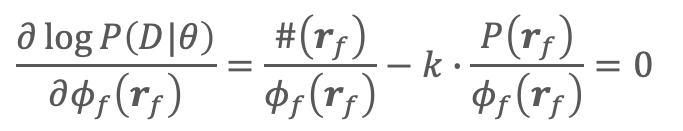 ∂ log P(D|θ) / ∂ϕ_f(r_f) = #(r_f) / ϕ_f(r_f) − k · P(r_f) / ϕ_f(r_f) = 0